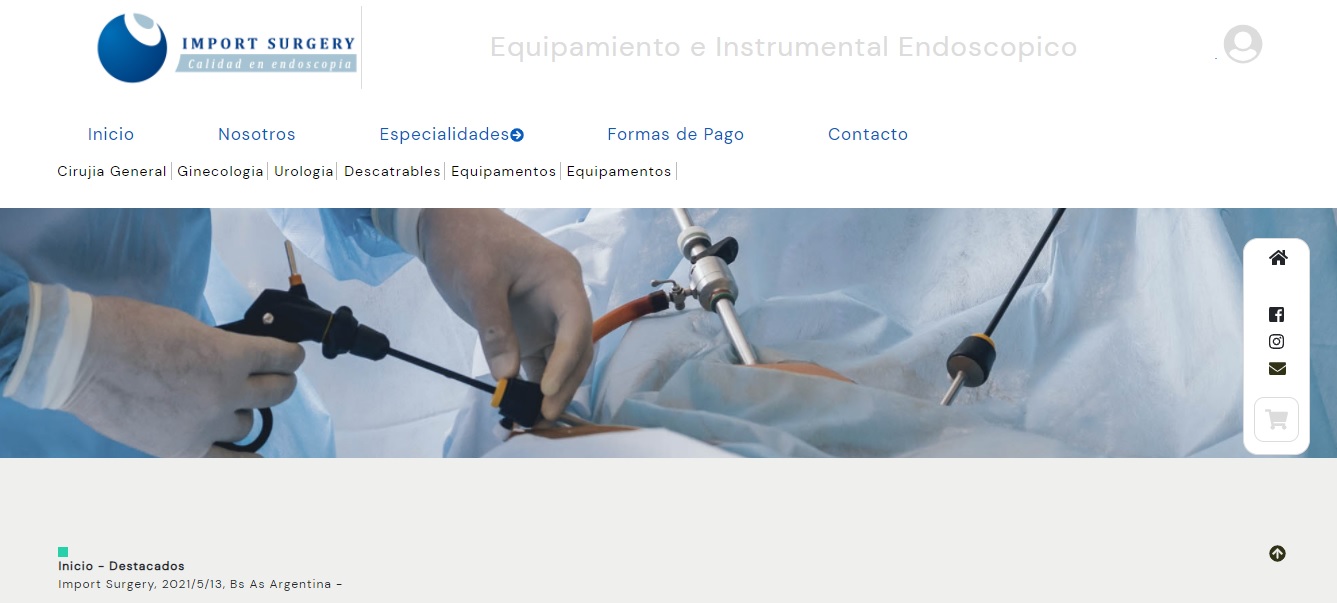 IMPORT SURGERY
Calidad en endoscopía
Equipamiento e Instrumental Endoscopico
Inicio Nosotros Especialidades Formas de Pago Contacto
Cirujia General Ginecologia Urologia Descatrables Equipamentos Equipamentos
Inicio - Destacados
Import Surgery, 2021/5/13, Bs As Argentina -